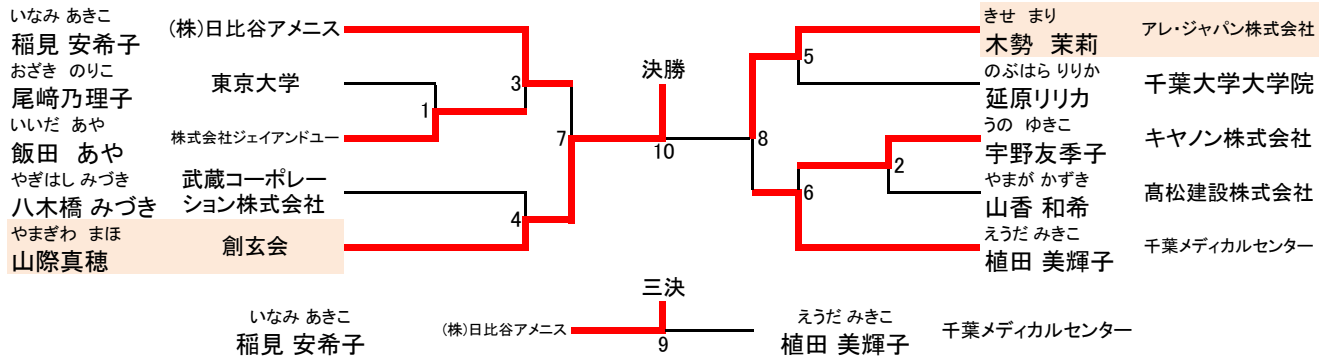 いなみ あきこ
稲見 安希子
(株)日比谷アメニス
おざき のりこ
尾﨑乃理子
東京大学
いいだ あや
飯田 あや
株式会社ジェイアンドユー
やぎはし みづき
八木橋 みづき
武蔵コーポレー
ション株式会社
やまぎわ まほ
山際真穂
創玄会
1
3
4
7
決勝
10
8
5
6
2
きせ まり
木勢 茉莉
アレ・ジャパン株式会社
のぶはら りりか
延原リリカ
千葉大学大学院
うの ゆきこ
宇野友季子
キヤノン株式会社
やまが かずき
山香 和希
髙松建設株式会社
えうだ みきこ
植田 美輝子
千葉メディカルセンター
三決
いなみ あきこ
稲見 安希子
(株)日比谷アメニス
9
えうだ みきこ
植田 美輝子
千葉メディカルセンター